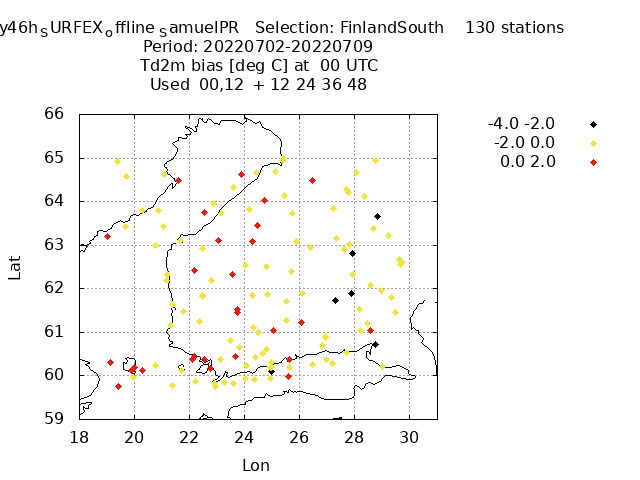 y46hSURFEXoffline SamuelPR Selection: FinlandSouth 130 stations
Period: 20220702-20220709
Td2m bias [deg C] at 00 UTC
Used 00,12 + 12 24 36 48
-4.0 -2.0
-2.0 0.0
0.0 2.0
66
65
64
63
62
61
60
59
Lat
18 20 22 24 26 28 30
Lon